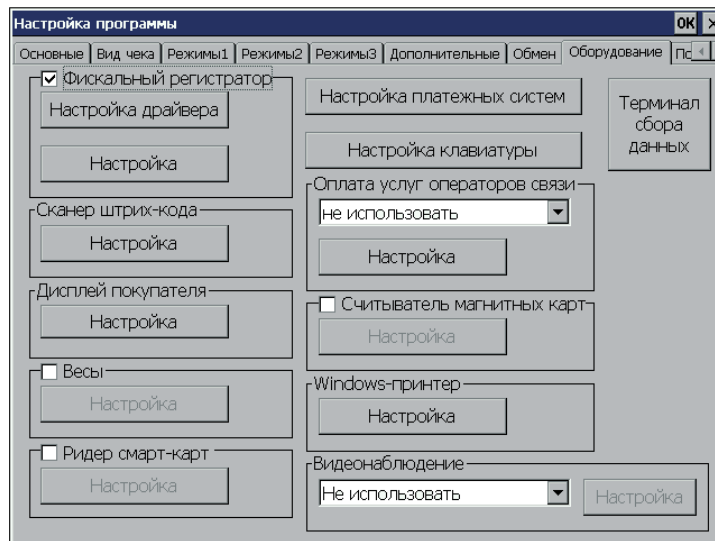 Настройка программы OK ×
Основные Вид чека Режимы1 Режимы2 Режимы3 Дополнительные Обмен Оборудование
Фискальный регистратор
Настройка драйвера
Настройка
Сканер штрих-кода
Настройка
Дисплей покупателя
Настройка
Весы
Настройка
Ридер смарт-карт
Настройка
Настройка платежных систем
Настройка клавиатуры
Оплата услуг операторов связи
не использовать
Настройка
Считыватель магнитных карт
Настройка
Windows-принтер
Настройка
Видеонаблюдение
Не использовать
Настройка
Терминал
сбора
данных